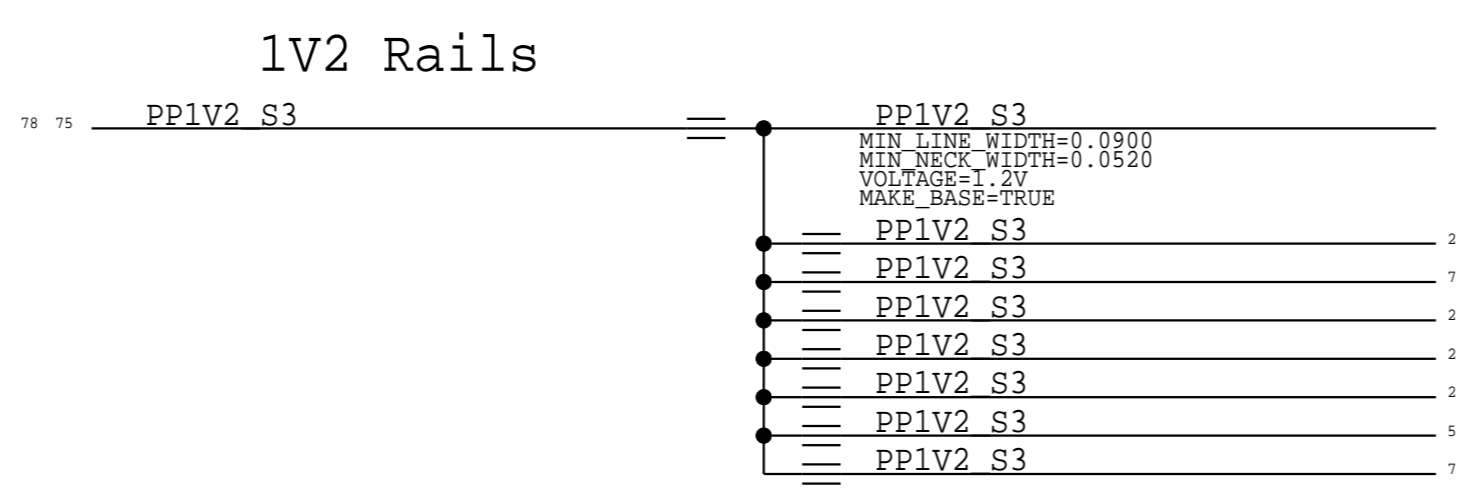 1V2 Rails
78 75 PP1V2_S3 PP1V2_S3
MIN_LINE_WIDTH=0.0900
MIN_NECK_WIDTH=0.0520
VOLTAGE=1.2V
MAKE_BASE=TRUE
PP1V2_S3 2
PP1V2_S3 7
PP1V2_S3 2
PP1V2_S3 2
PP1V2_S3 2
PP1V2_S3 5
PP1V2_S3 7